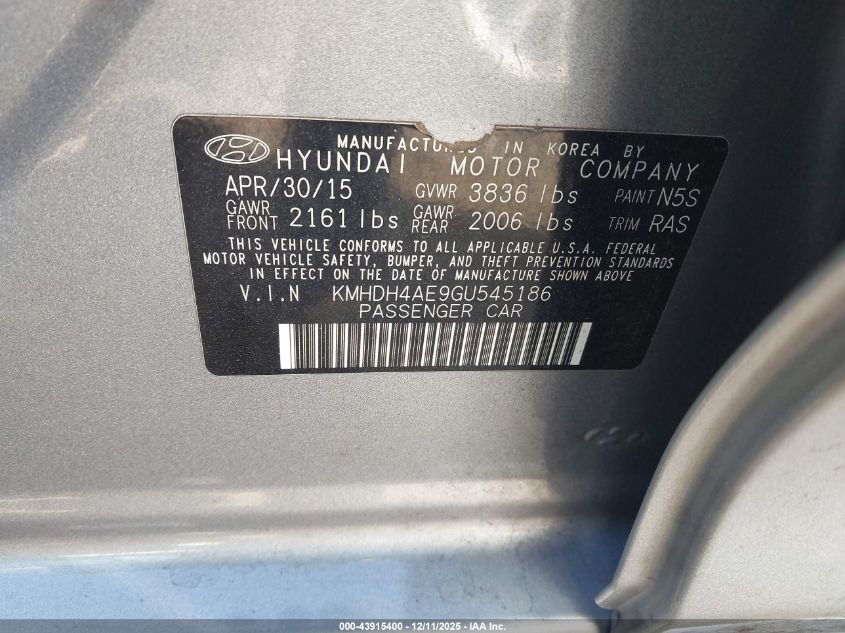 MANUFACTURED IN KOREA BY
HYUNDAI MOTOR COMPANY
APR/30/15 GVWR 3836 lbs PAINT N5S
GAWR FRONT 2161 lbs GAWR REAR 2006 lbs TRIM RAS
THIS VEHICLE CONFORMS TO ALL APPLICABLE U.S.A. FEDERAL
MOTOR VEHICLE SAFETY, BUMPER, AND THEFT PREVENTION STANDARDS
IN EFFECT ON THE DATE OF MANUFACTURE SHOWN ABOVE
V.I.N KMHDH4AE9GU545186
PASSENGER CAR
000-43915400 - 12/11/2025 - IAA Inc.